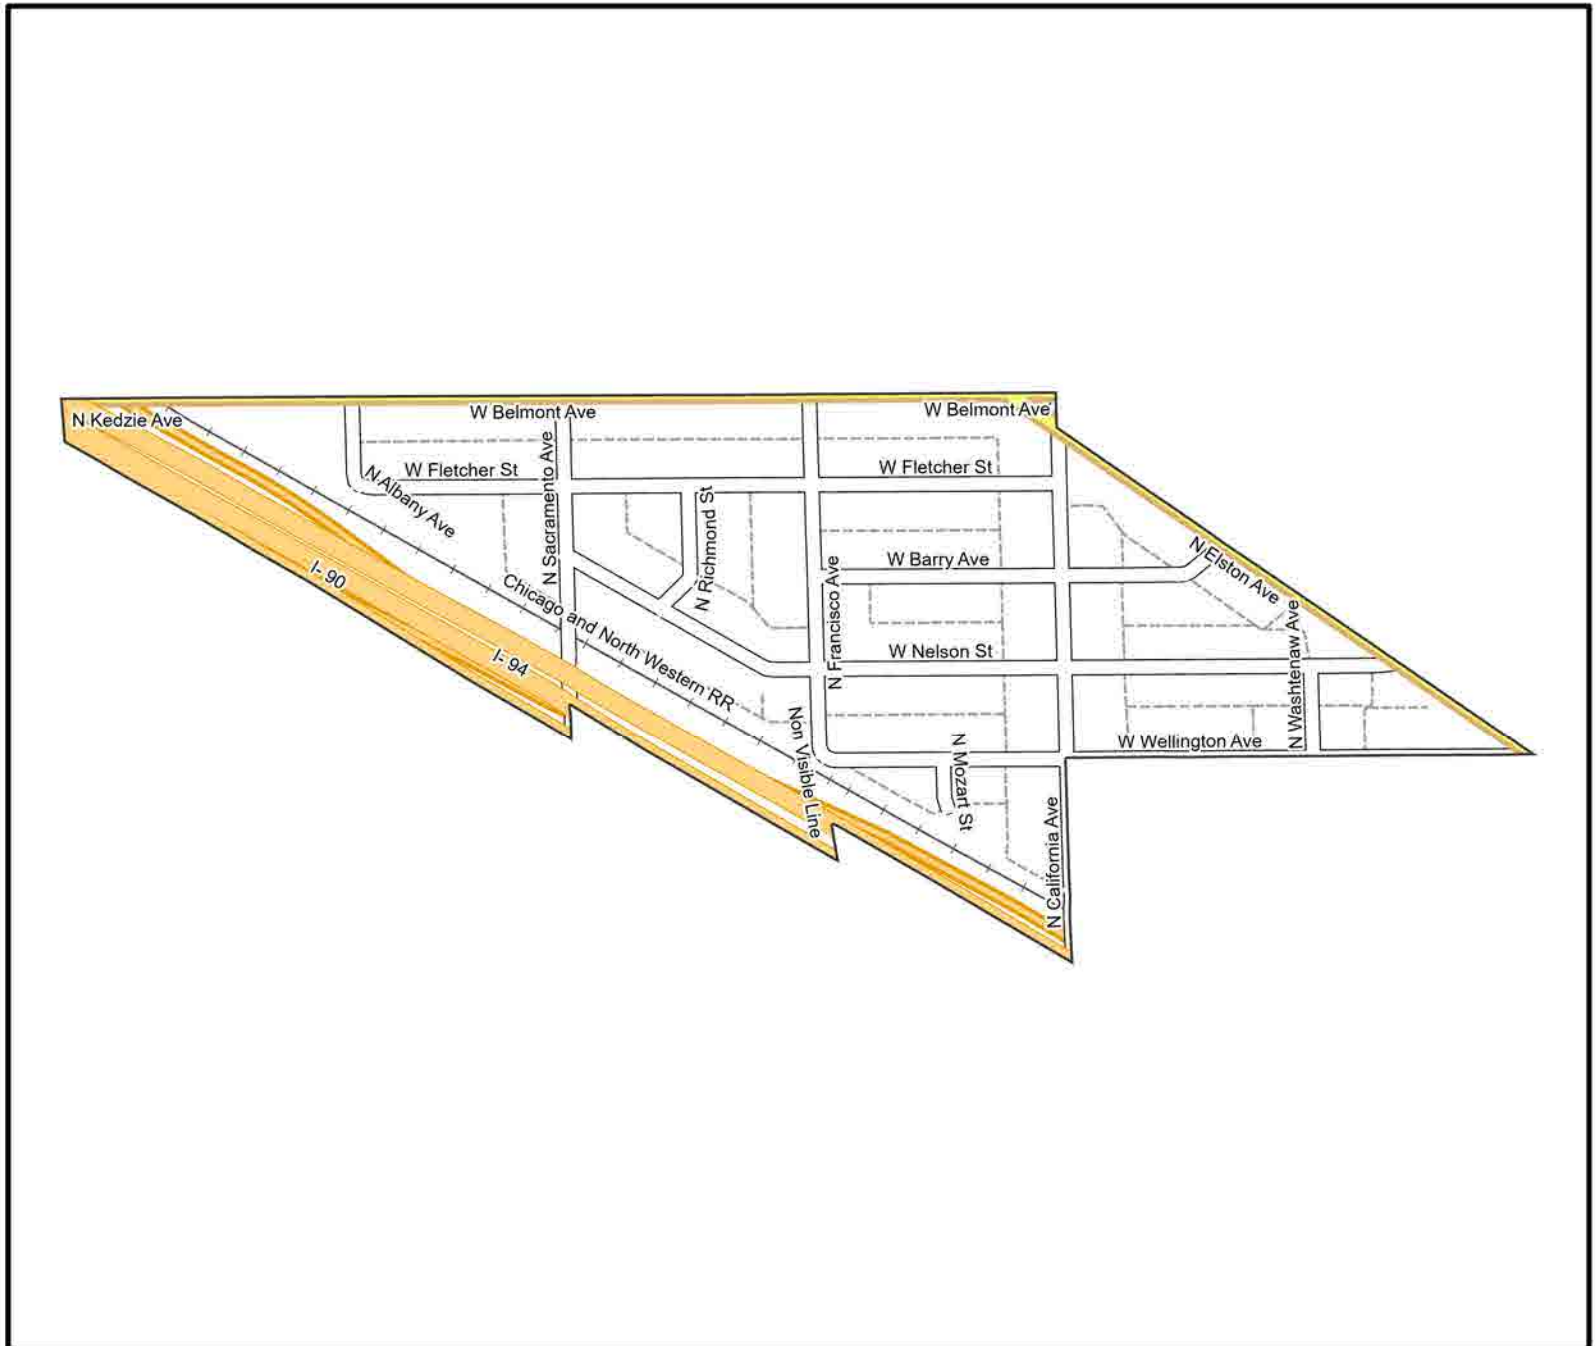 W Belmont Ave
W Belmont Ave
N Kedzie Ave
W Fletcher St
W Fletcher St
N Albany Ave
N Sacramento Ave
N Richmond St
W Barry Ave
N Elston Ave
I- 90
Chicago and North Western RR
N Francisco Ave
W Nelson St
I- 94
N Washtenaw Ave
Non Visible Line
N Mozart St
W Wellington Ave
N California Ave